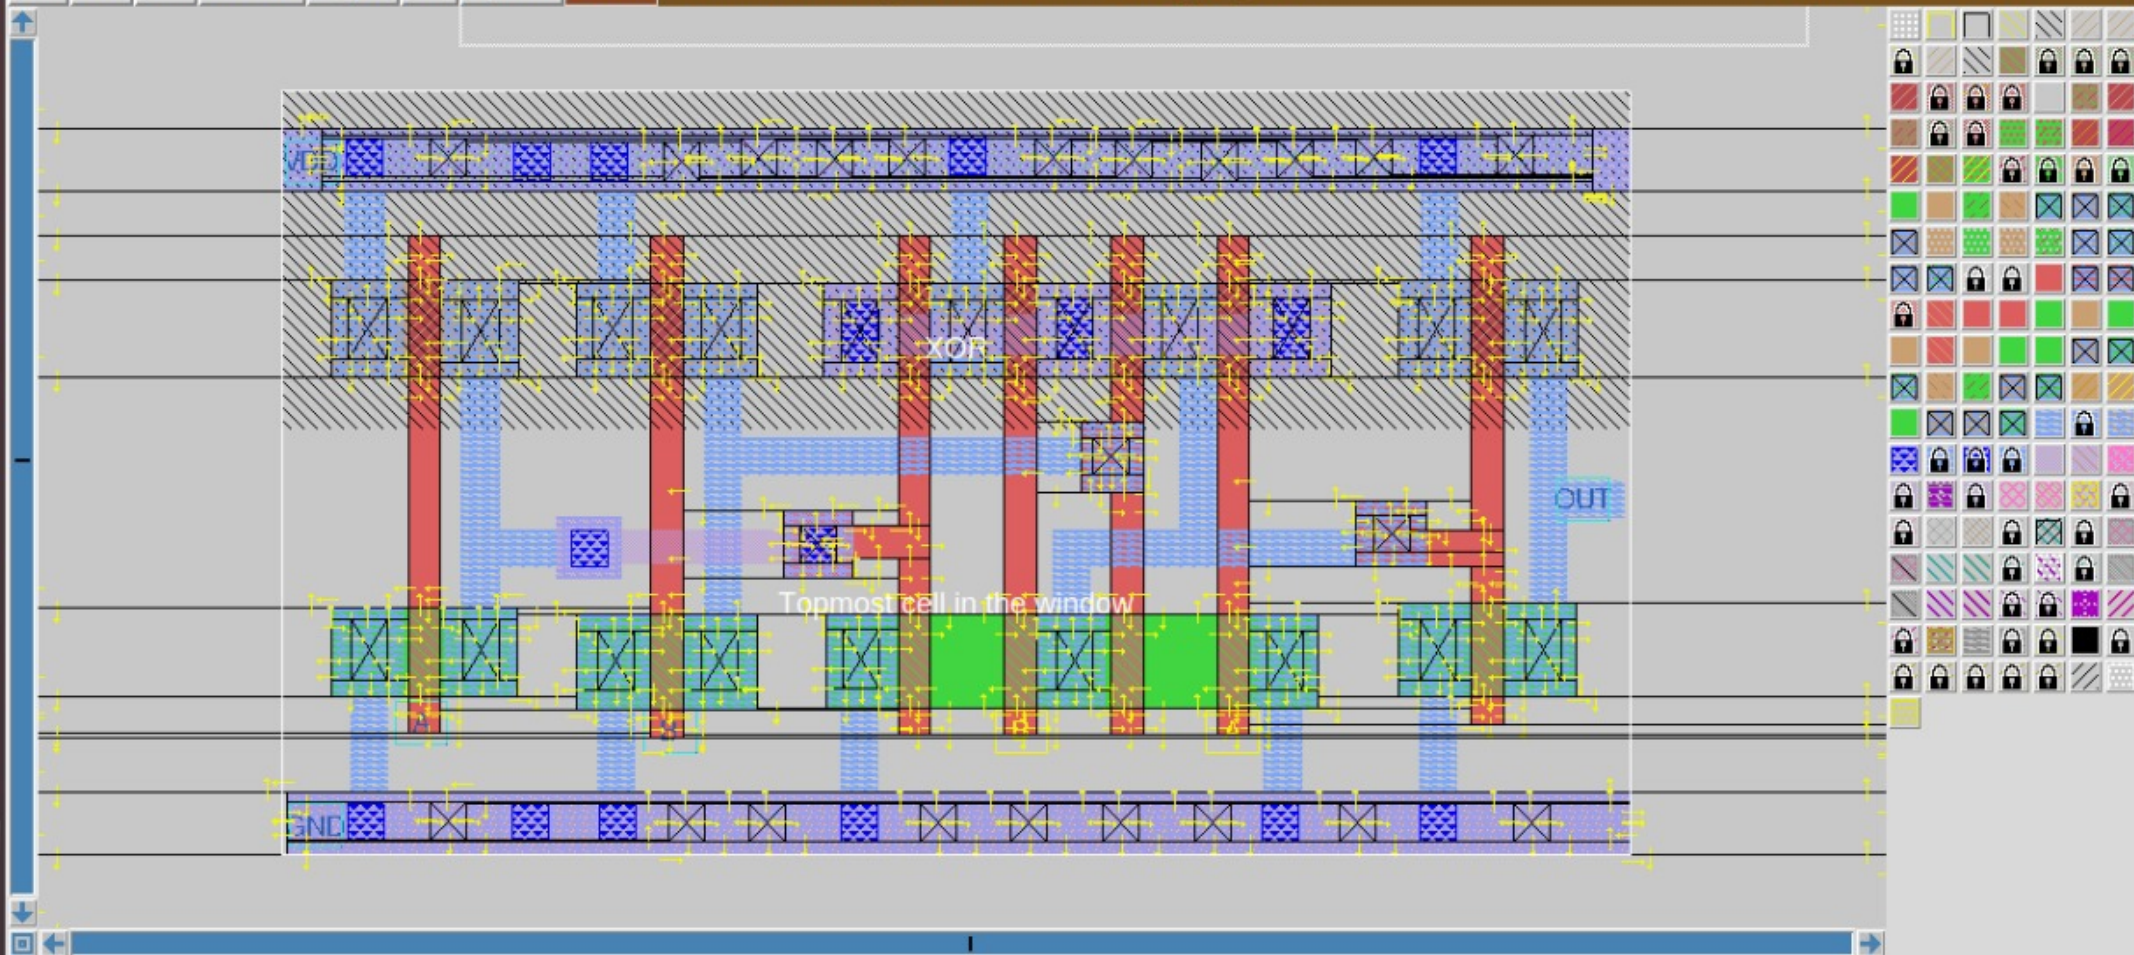 VDD
XOR
OUT
Topmost cell in the window
A
B
B
A
GND